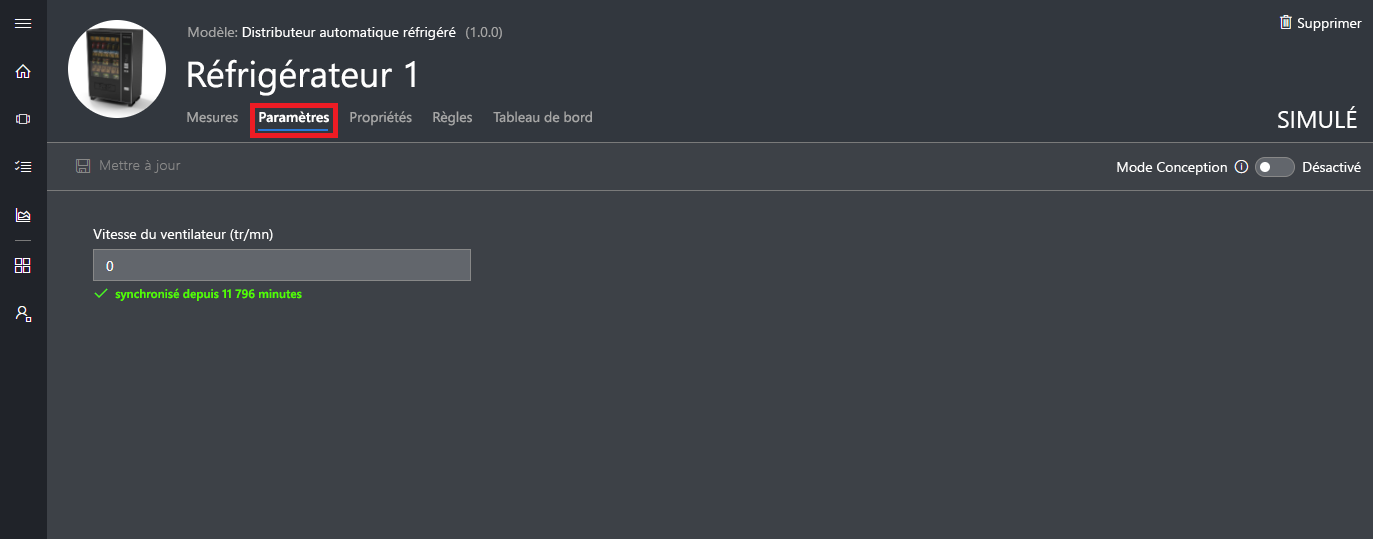 Modèle: Distributeur automatique réfrigéré (1.0.0)
Supprimer
Réfrigérateur 1
Mesures Paramètres Propriétés Règles Tableau de bord
SIMULÉ
Mettre à jour
Mode Conception Désactivé
Vitesse du ventilateur (tr/mn)
0
synchronisé depuis 11 796 minutes